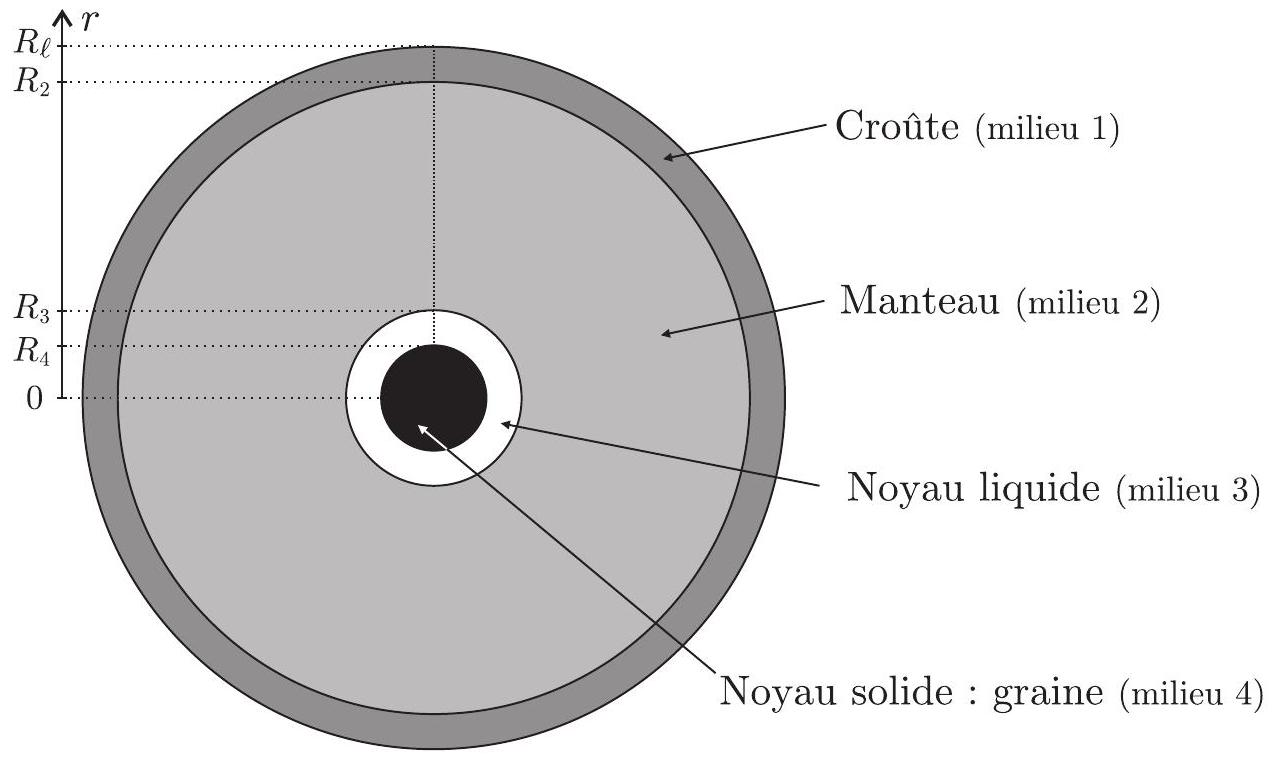 r
Rℓ
R2
R3
R4
0
Croûte (milieu 1)
Manteau (milieu 2)
Noyau liquide (milieu 3)
Noyau solide : graine (milieu 4)